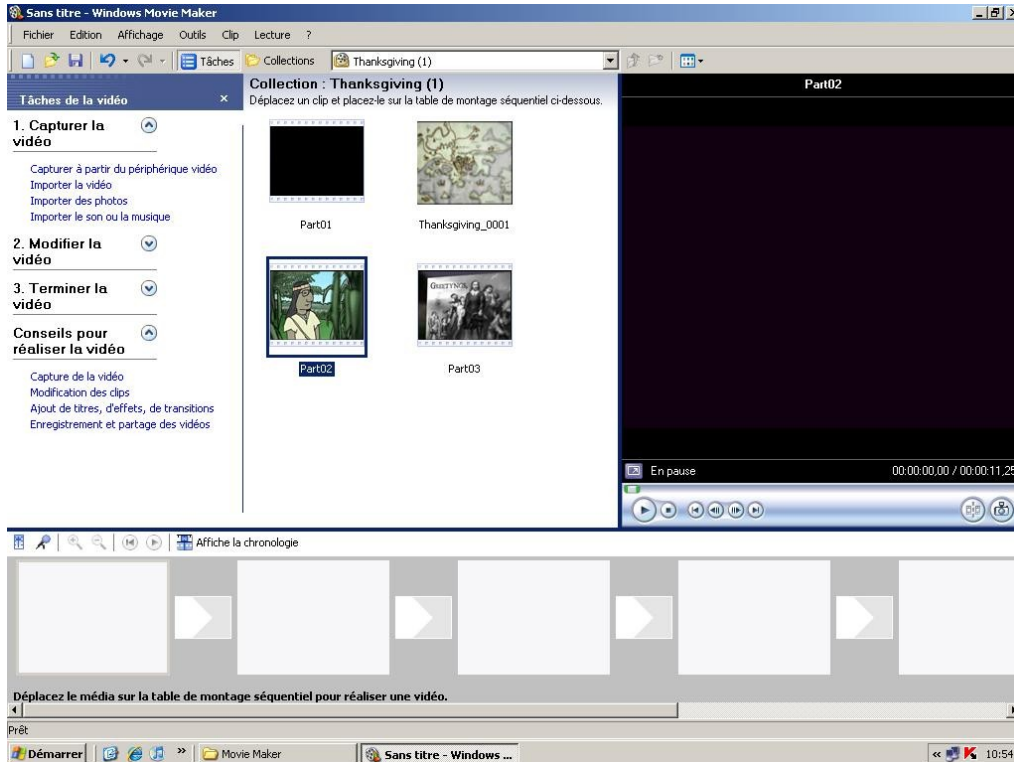 Sans titre - Windows Movie Maker
Fichier Edition Affichage Outils Clip Lecture ?
Tâches Collections Thanksgiving (1)
Tâches de la vidéo
1. Capturer la
vidéo
Capturer à partir du périphérique vidéo
Importer la vidéo
Importer des photos
Importer le son ou la musique
2. Modifier la
vidéo
3. Terminer la
vidéo
Conseils pour
réaliser la vidéo
Capture de la vidéo
Modification des clips
Ajout de titres, d'effets, de transitions
Enregistrement et partage des vidéos
Collection : Thanksgiving (1)
Déplacez un clip et placez-le sur la table de montage séquentiel ci-dessous.
Part01
Thanksgiving_0001
Part02
Part03
Part02
En pause
00:00:00,00 / 00:00:11,25
Affiche la chronologie
Déplacez le média sur la table de montage séquentiel pour réaliser une vidéo.
Prêt
Démarrer Movie Maker Sans titre - Windows ... 10:54